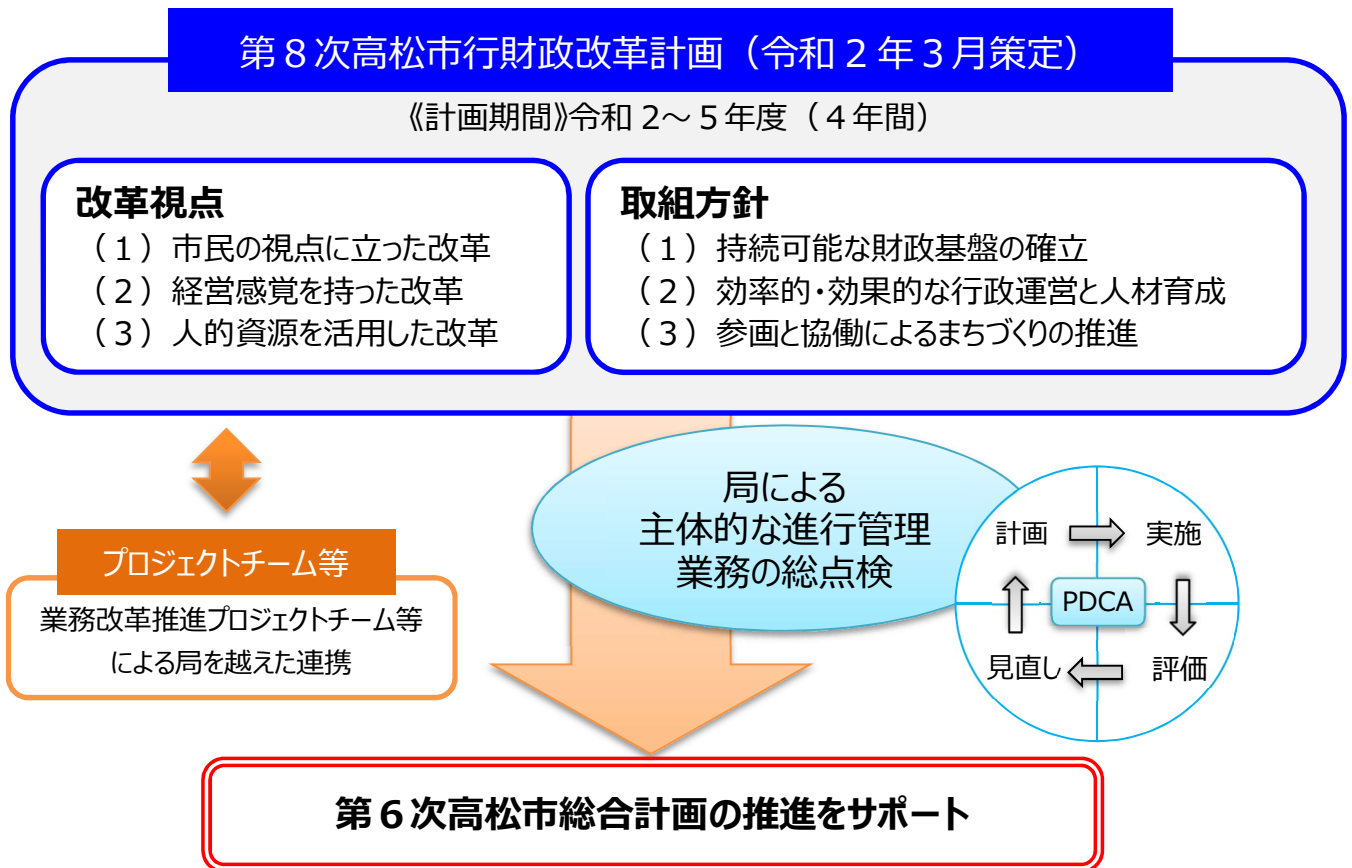 第８次高松市行財政改革計画（令和２年３月策定）
《計画期間》令和２～５年度（４年間）
改革視点
（１）市民の視点に立った改革
（２）経営感覚を持った改革
（３）人的資源を活用した改革
取組方針
（１）持続可能な財政基盤の確立
（２）効率的・効果的な行政運営と人材育成
（３）参画と協働によるまちづくりの推進
局による
主体的な進行管理
業務の総点検
計画
実施
PDCA
見直し
評価
プロジェクトチーム等
業務改革推進プロジェクトチーム等
による局を越えた連携
第６次高松市総合計画の推進をサポート